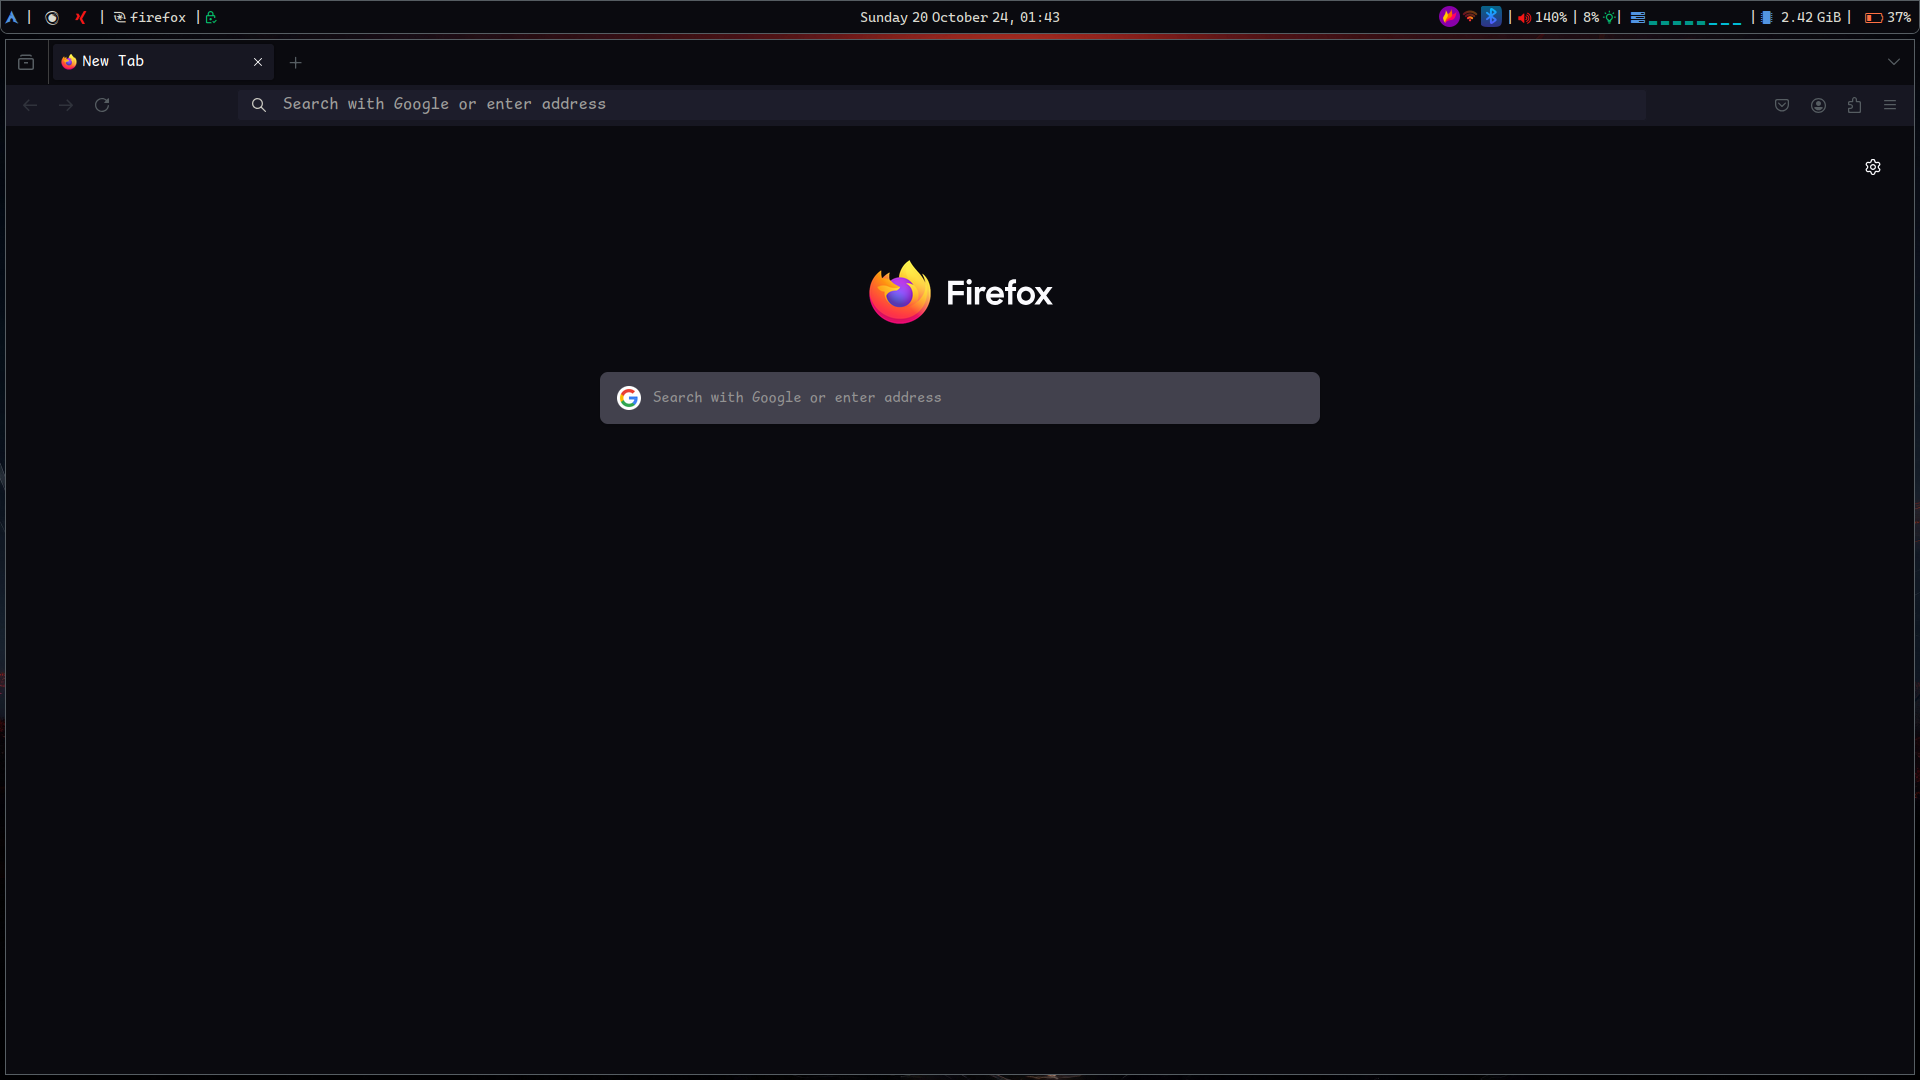 | | firefox |
Sunday 20 October 24, 01:43
| 140% | 8% | | 2.42 GiB | 37%
New Tab
Search with Google or enter address
Firefox
Search with Google or enter address